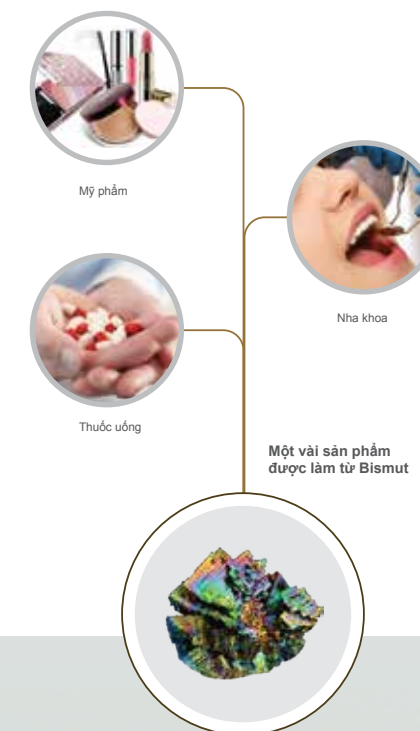 Mỹ phẩm
Nha khoa
Thuốc uống
Một vài sản phẩm
được làm từ Bismut